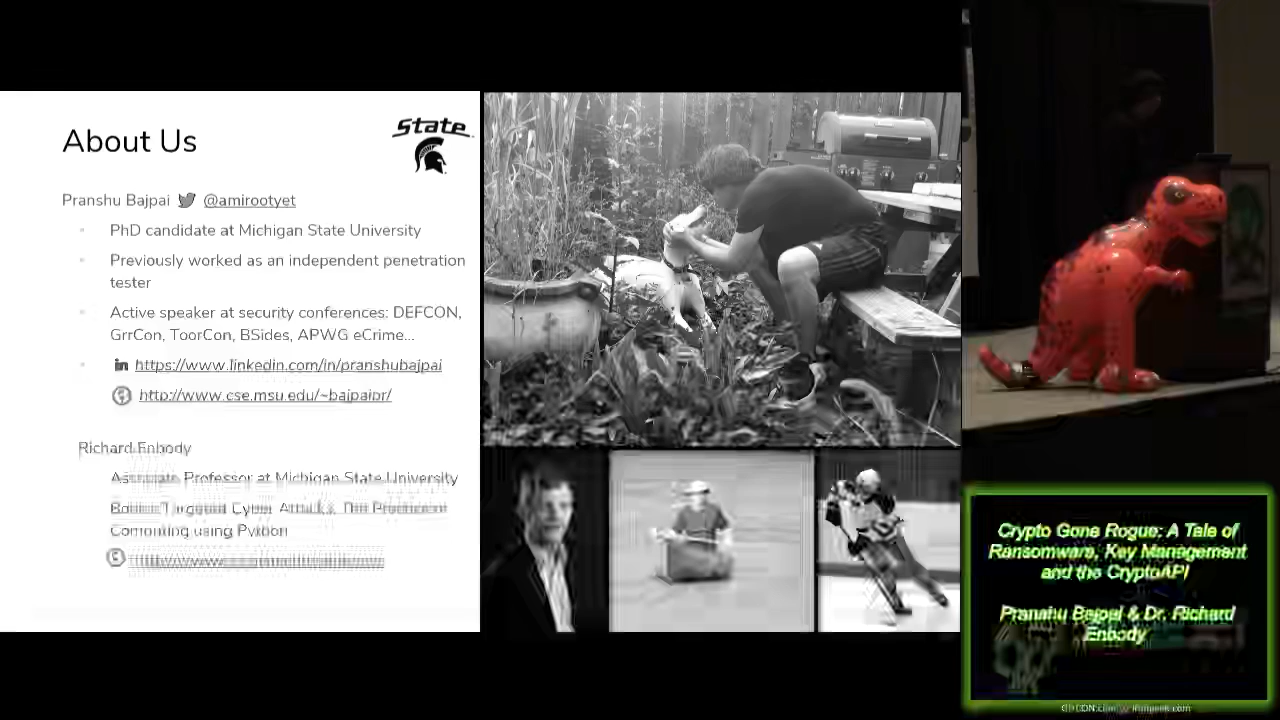 About Us
State
Pranshu Bajpai @amirootyet
PhD candidate at Michigan State University
Previously worked as an independent penetration
tester
Active speaker at security conferences: DEFCON,
GrrCon, ToorCon, BSides, APWG eCrime...
https://www.linkedin.com/in/pranshubajpai
http://www.cse.msu.edu/~bajpaipr/
Richard Enbody
Associate Professor at Michigan State University
Cyber Attacks, The
Computing using Python
Crypto Gone Rogue: A Tale of
Ransomware, Key Management
and the CryptoAPI
Pranshu Bajpai & Dr. Richard
Enbody